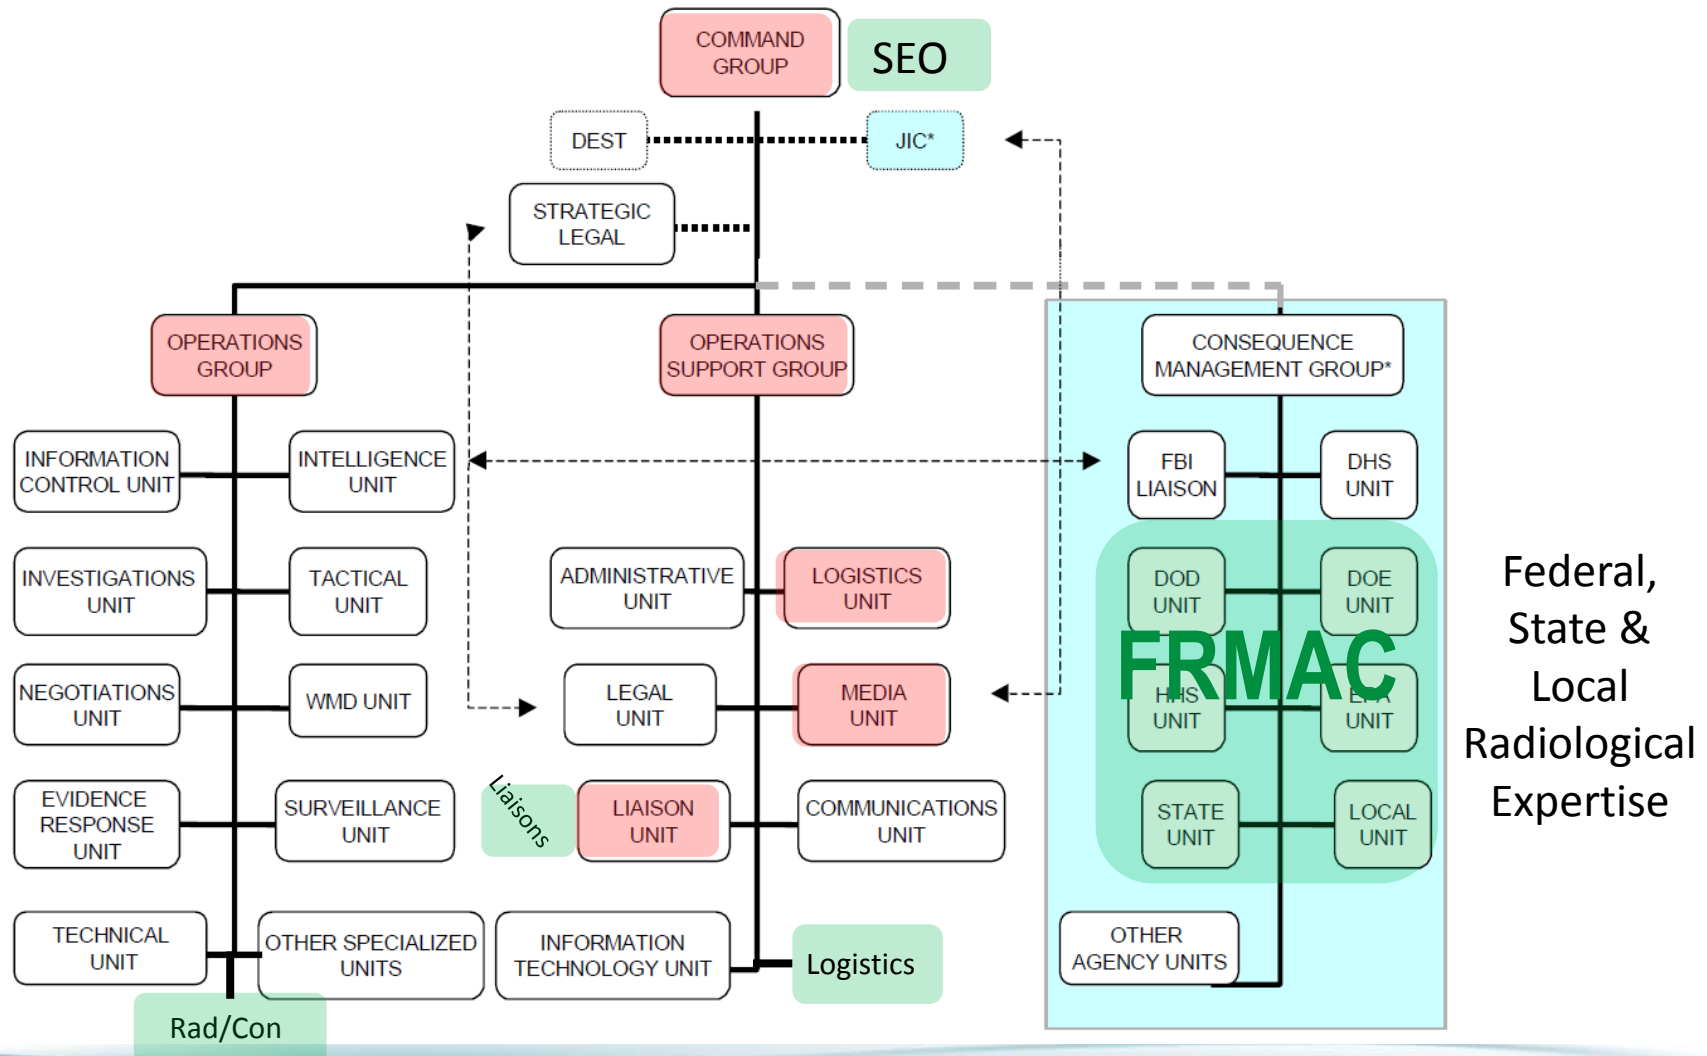 COMMAND
GROUP
SEO
DEST
JIC*
STRATEGIC
LEGAL
OPERATIONS
GROUP
OPERATIONS
SUPPORT GROUP
CONSEQUENCE
MANAGEMENT GROUP*
INFORMATION
CONTROL UNIT
INTELLIGENCE
UNIT
FBI
LIAISON
DHS
UNIT
INVESTIGATIONS
UNIT
TACTICAL
UNIT
ADMINISTRATIVE
UNIT
LOGISTICS
UNIT
DOD
UNIT
DOE
UNIT
FRMAC
Federal,
State &
Local
Radiological
Expertise
NEGOTIATIONS
UNIT
WMD UNIT
LEGAL
UNIT
MEDIA
UNIT
HHS
UNIT
EPA
UNIT
EVIDENCE
RESPONSE
UNIT
SURVEILLANCE
UNIT
Liaisons
LIAISON
UNIT
COMMUNICATIONS
UNIT
STATE
UNIT
LOCAL
UNIT
TECHNICAL
UNIT
OTHER SPECIALIZED
UNITS
INFORMATION
TECHNOLOGY UNIT
Logistics
OTHER
AGENCY UNITS
Rad/Con